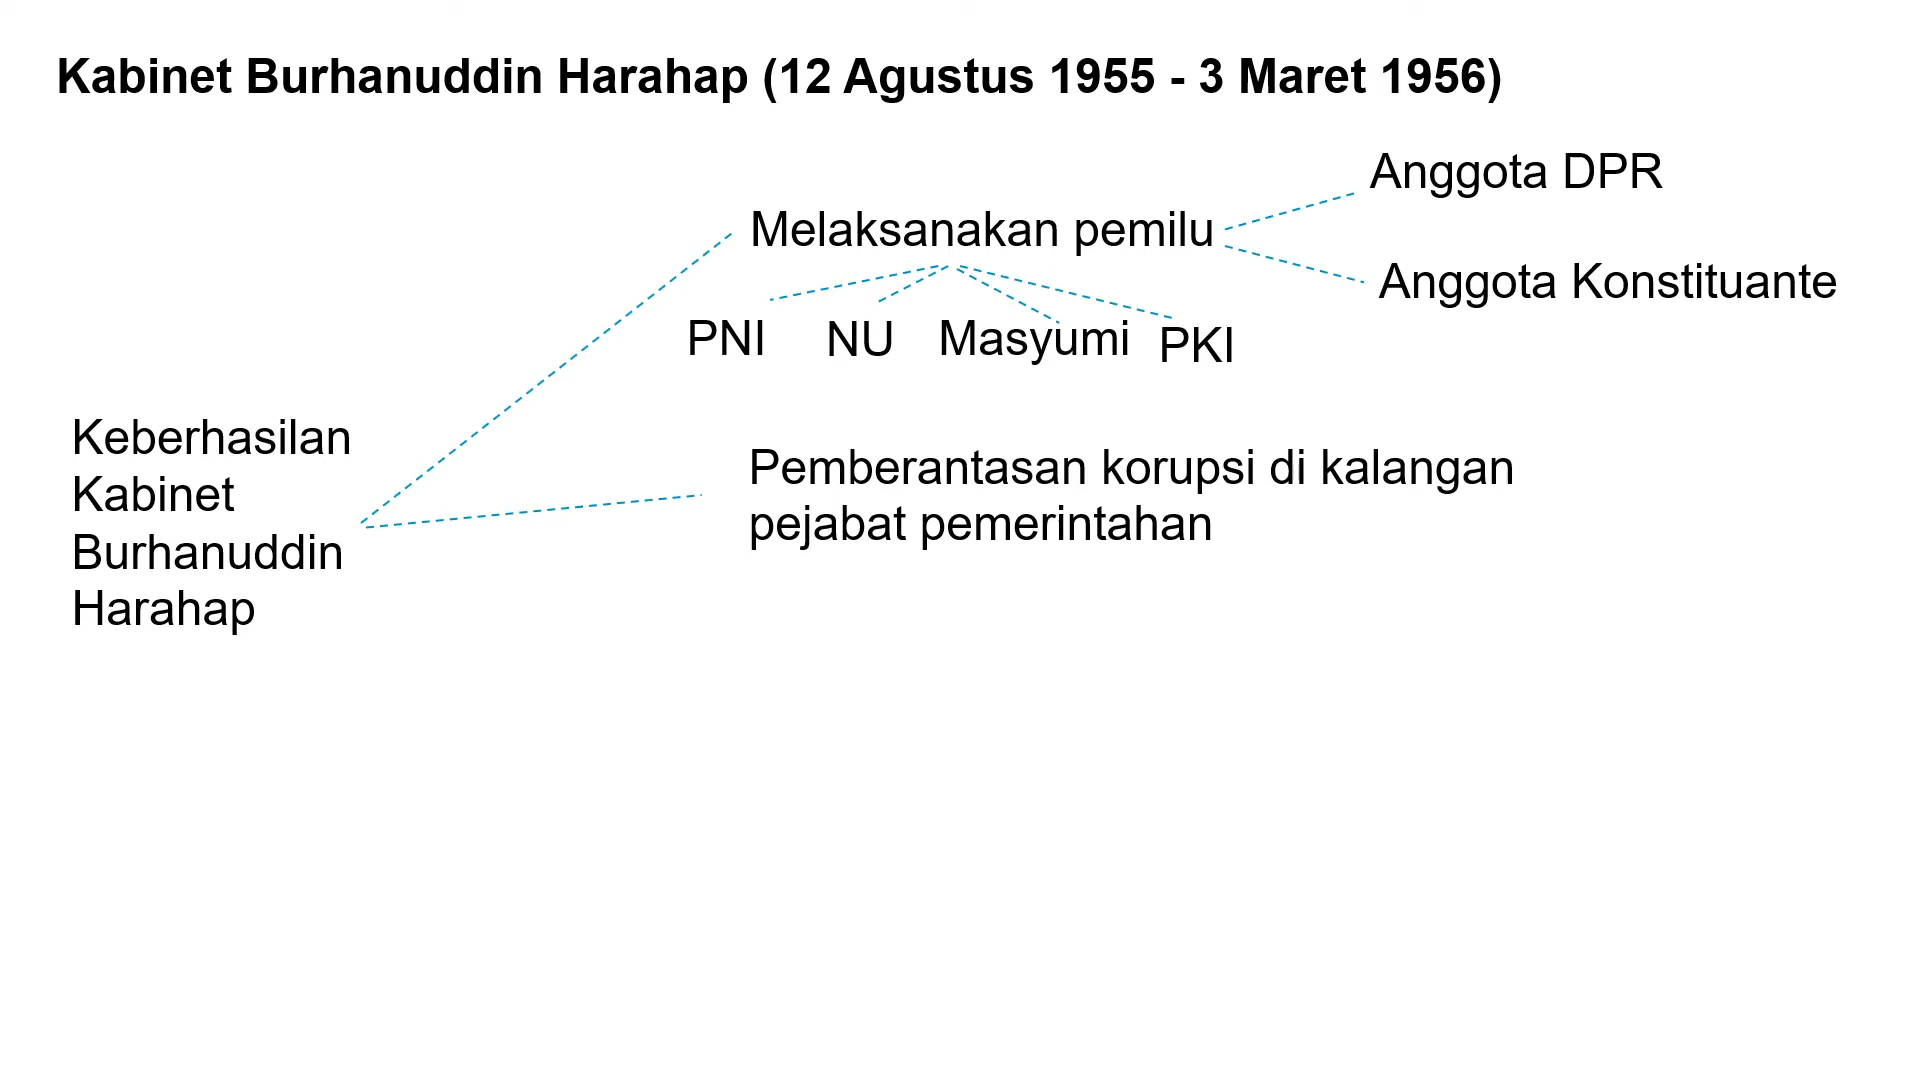 Kabinet Burhanuddin Harahap (12 Agustus 1955 - 3 Maret 1956)
Anggota DPR
Melaksanakan pemilu
Anggota Konstituante
PNI NU Masyumi PKI
Keberhasilan
Kabinet
Burhanuddin
Harahap
Pemberantasan korupsi di kalangan
pejabat pemerintahan